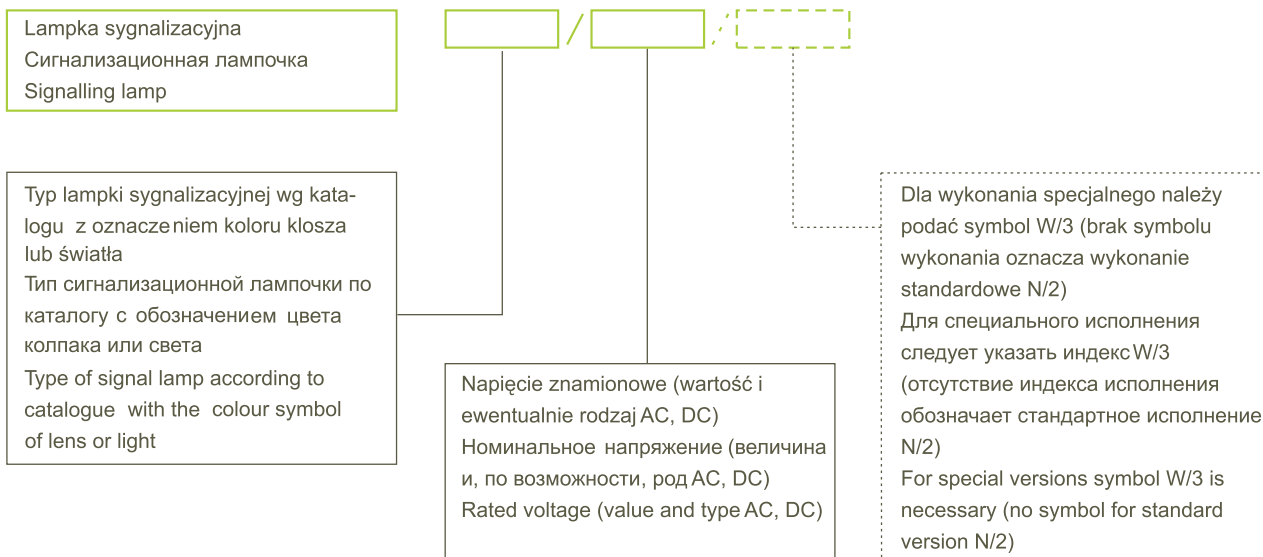 Lampka sygnalizacyjna
Сигнализационная лампочка
Signalling lamp
/ /
Typ lampki sygnalizacyjnej wg kata-
logu z oznaczeniem koloru klosza
lub światła
Тип сигнализационной лампочки по
каталогу с обозначением цвета
колпака или света
Type of signal lamp according to
catalogue with the colour symbol
of lens or light
Napięcie znamionowe (wartość i
ewentualnie rodzaj AC, DC)
Номинальное напряжение (величина
и, по возможности, род AC, DC)
Rated voltage (value and type AC, DC)
Dla wykonania specjalnego należy
podać symbol W/3 (brak symbolu
wykonania oznacza wykonanie
standardowe N/2)
Для специального исполнения
следует указать индекс W/3
(отсутствие индекса исполнения
обозначает стандартное исполнение
N/2)
For special versions symbol W/3 is
necessary (no symbol for standard
version N/2)